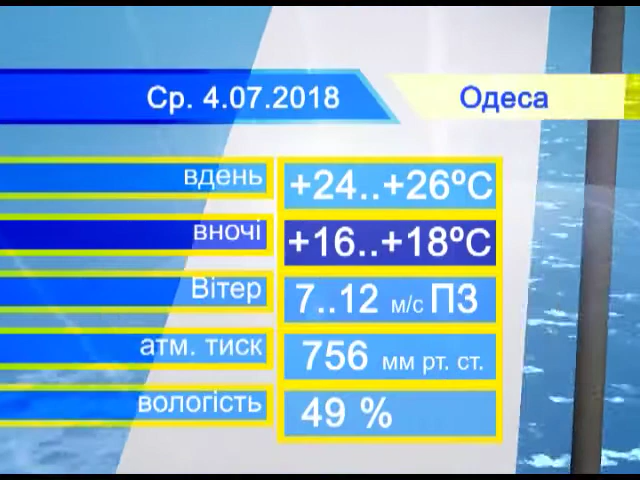 Ср. 4.07.2018 Одеса
вдень +24..+26ºC
вночі +16..+18ºC
Вітер 7..12 м/с ПЗ
атм. тиск 756 мм рт. ст.
вологість 49 %